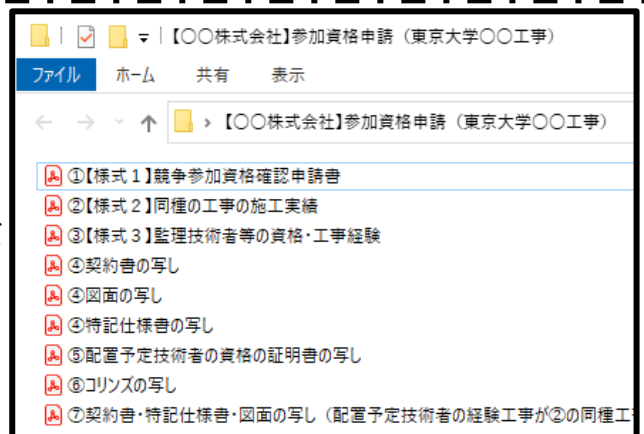 【〇〇株式会社】参加資格申請（東京大学〇〇工事）
ファイル ホーム 共有 表示
【〇〇株式会社】参加資格申請（東京大学〇〇工事）
①【様式１】競争参加資格確認申請書
②【様式２】同種の工事の施工実績
③【様式３】監理技術者等の資格・工事経験
④契約書の写し
④図面の写し
④特記仕様書の写し
⑤配置予定技術者の資格の証明書の写し
⑥コリンズの写し
⑦契約書・特記仕様書・図面の写し（配置予定技術者の経験工事が②の同種工